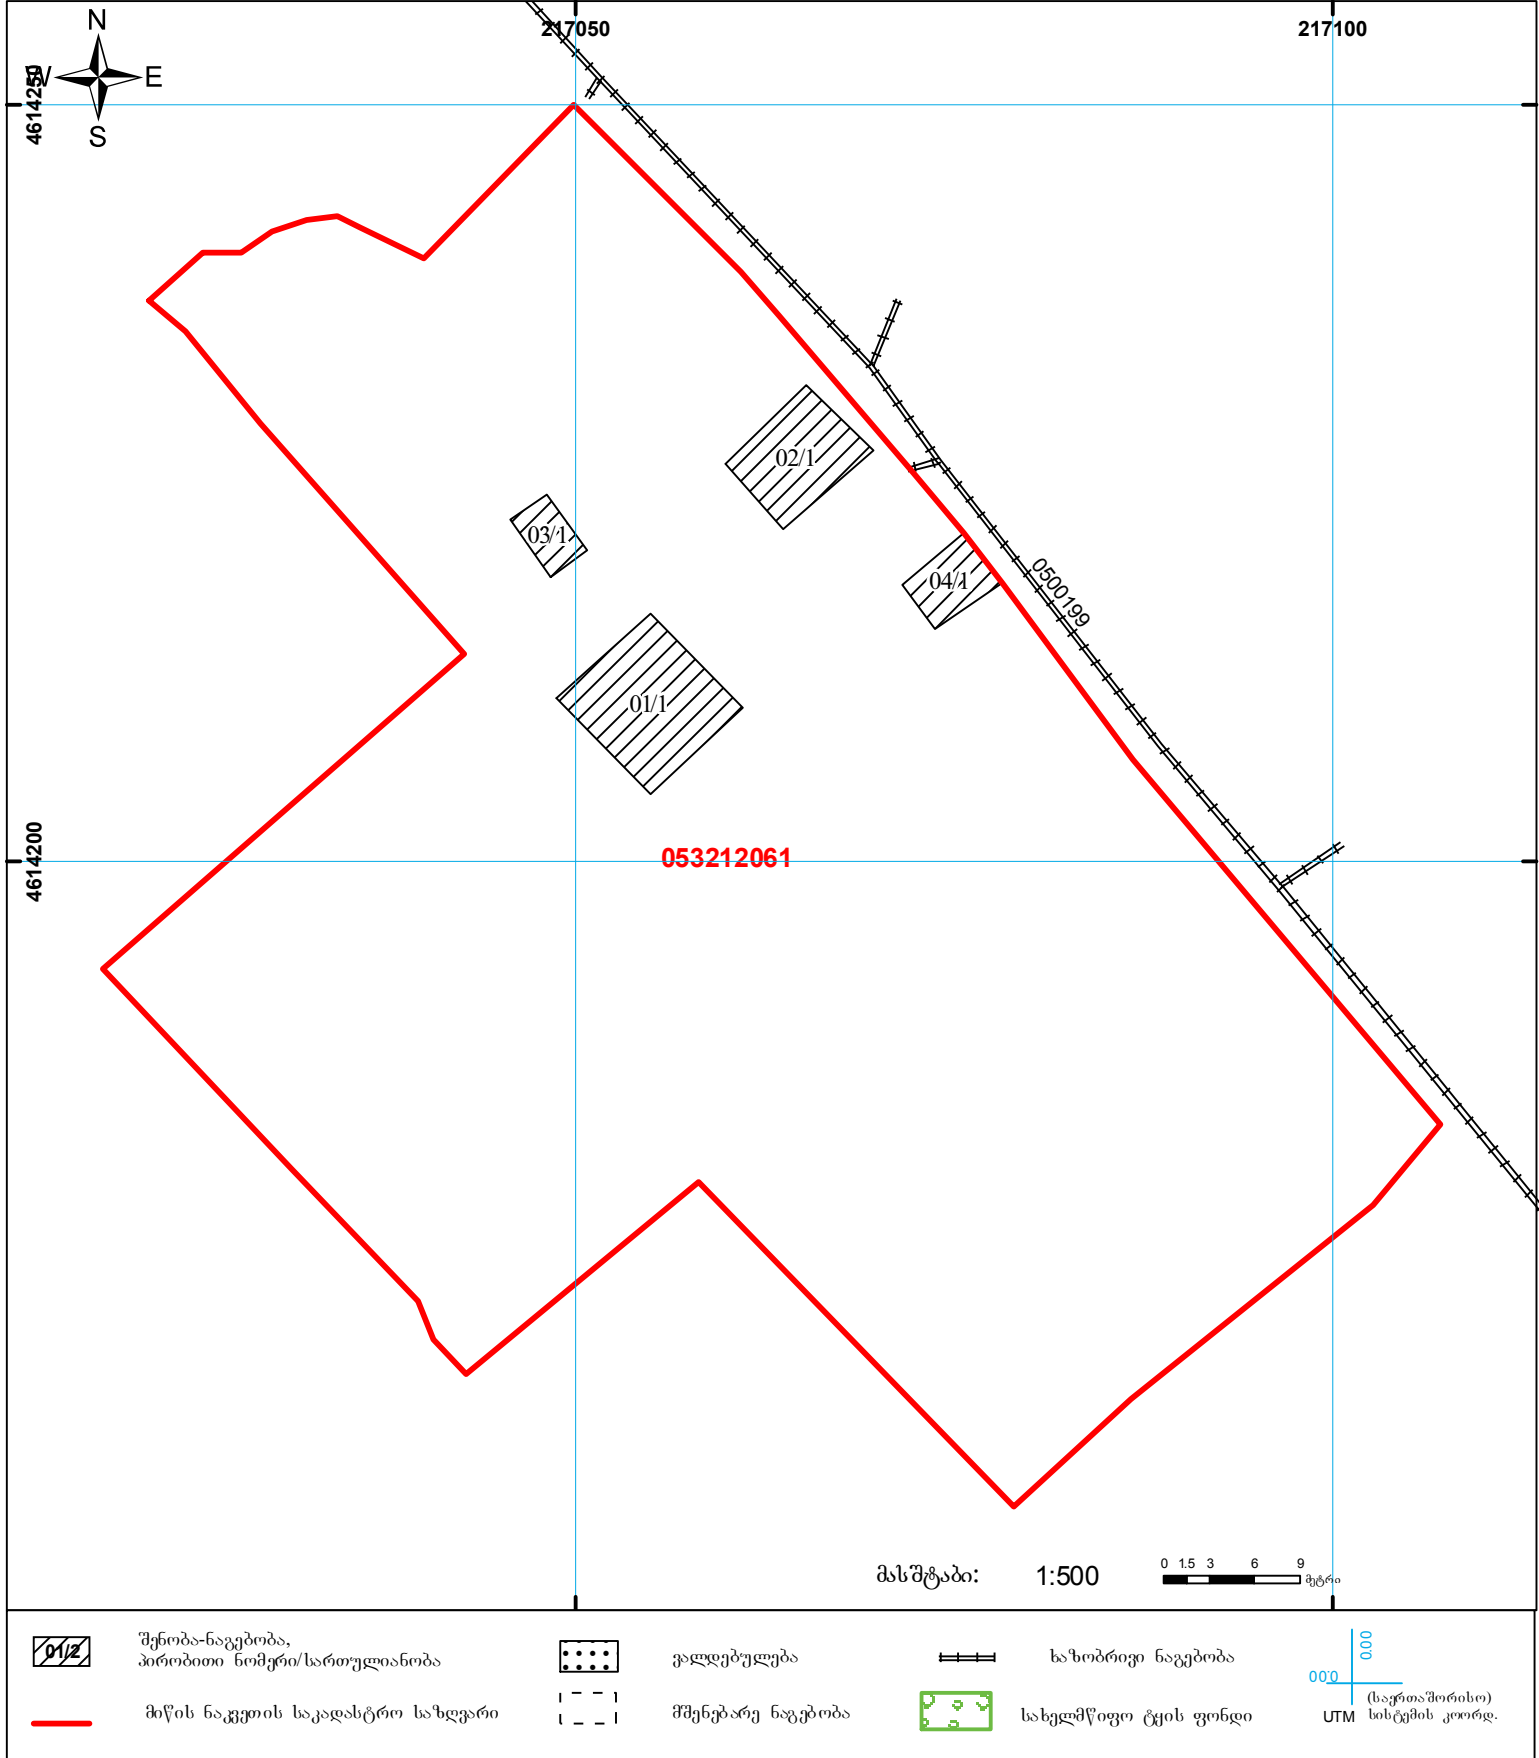 N
W E
S
217050
217100
4614250
02/1
03/1
04/1
0500199
01/1
4614200
053212061
მასშტაბი: 1:500
0 1.5 3 6 9
მეტრი
01/2
შენობა-ნაგებობა,
პირობითი ნომერი/სართულიანობა
ვალდებულება
ხაზობრივი ნაგებობა
მიწის ნაკვეთის საკადასტრო საზღვარი
მშენებარე ნაგებობა
სახელმწიფო ტყის ფონდი
00.0
00.0
UTM
(საერთაშორისო)
სისტემის კოორდ.